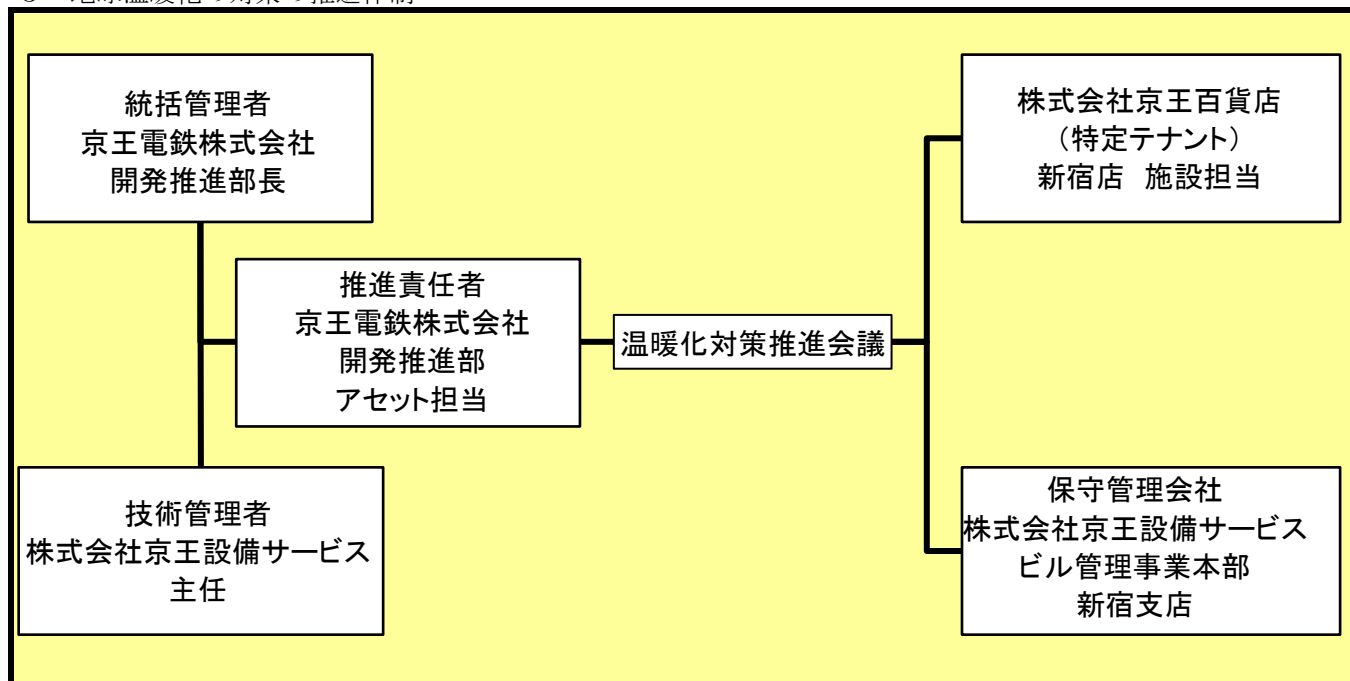 統括管理者
京王電鉄株式会社
開発推進部長
株式会社京王百貨店
（特定テナント）
新宿店 施設担当
推進責任者
京王電鉄株式会社
開発推進部
アセット担当
温暖化対策推進会議
技術管理者
株式会社京王設備サービス
主任
保守管理会社
株式会社京王設備サービス
ビル管理事業本部
新宿支店